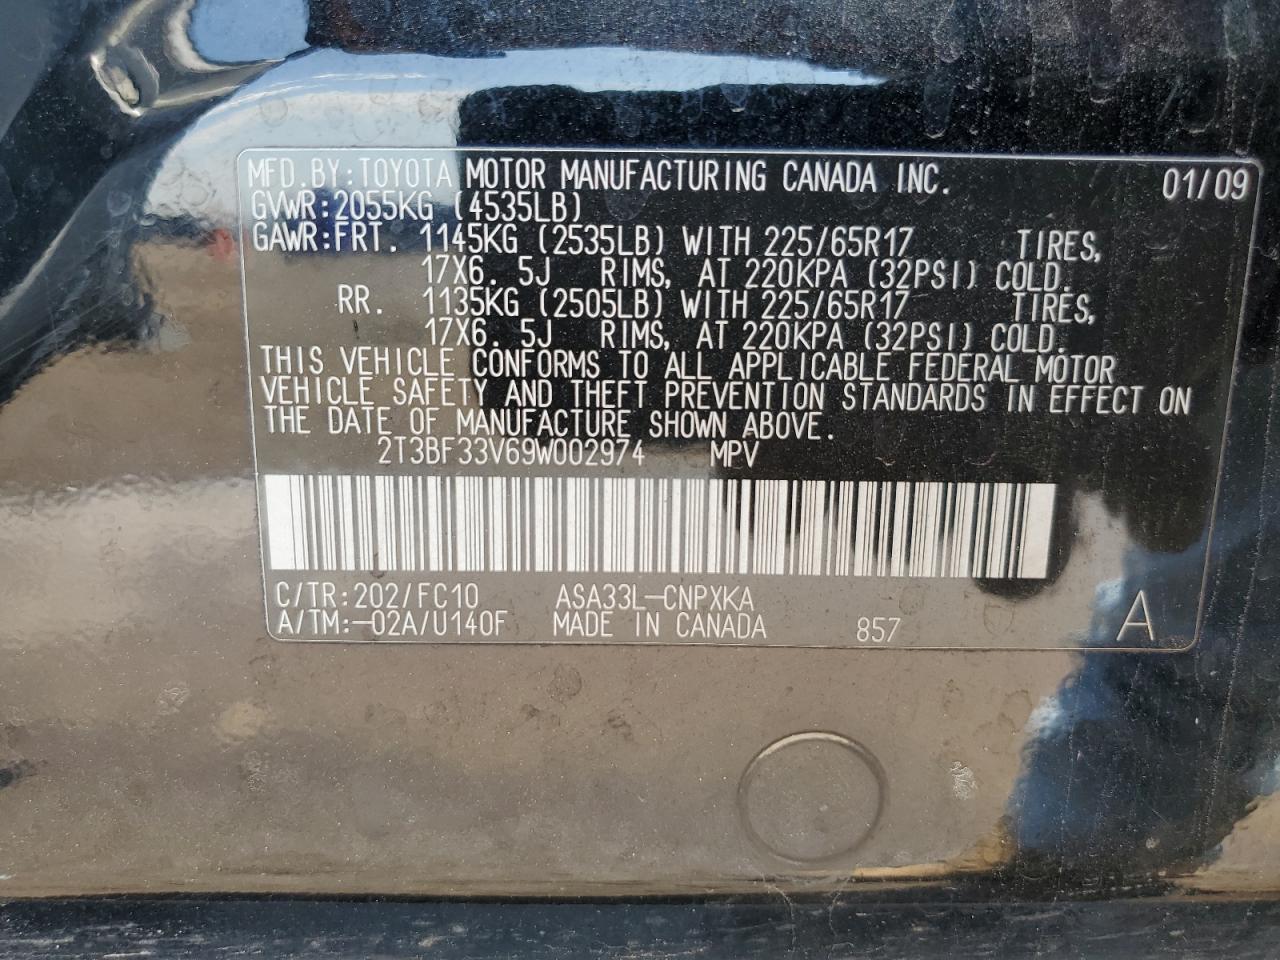 MFD.BY:TOYOTA MOTOR MANUFACTURING CANADA INC. 01/09
GVWR:2055KG (4535LB)
GAWR:FRT. 1145KG (2535LB) WITH 225/65R17 TIRES,
17X6. 5J RIMS, AT 220KPA (32PSI) COLD.
RR. 1135KG (2505LB) WITH 225/65R17 TIRES,
17X6. 5J RIMS, AT 220KPA (32PSI) COLD.
THIS VEHICLE CONFORMS TO ALL APPLICABLE FEDERAL MOTOR
VEHICLE SAFETY AND THEFT PREVENTION STANDARDS IN EFFECT ON
THE DATE OF MANUFACTURE SHOWN ABOVE.
2T3BF33V69W002974 MPV
C/TR:202/FC10 ASA33L-CNPXKA
A/TM:-02A/U140F MADE IN CANADA 857 A